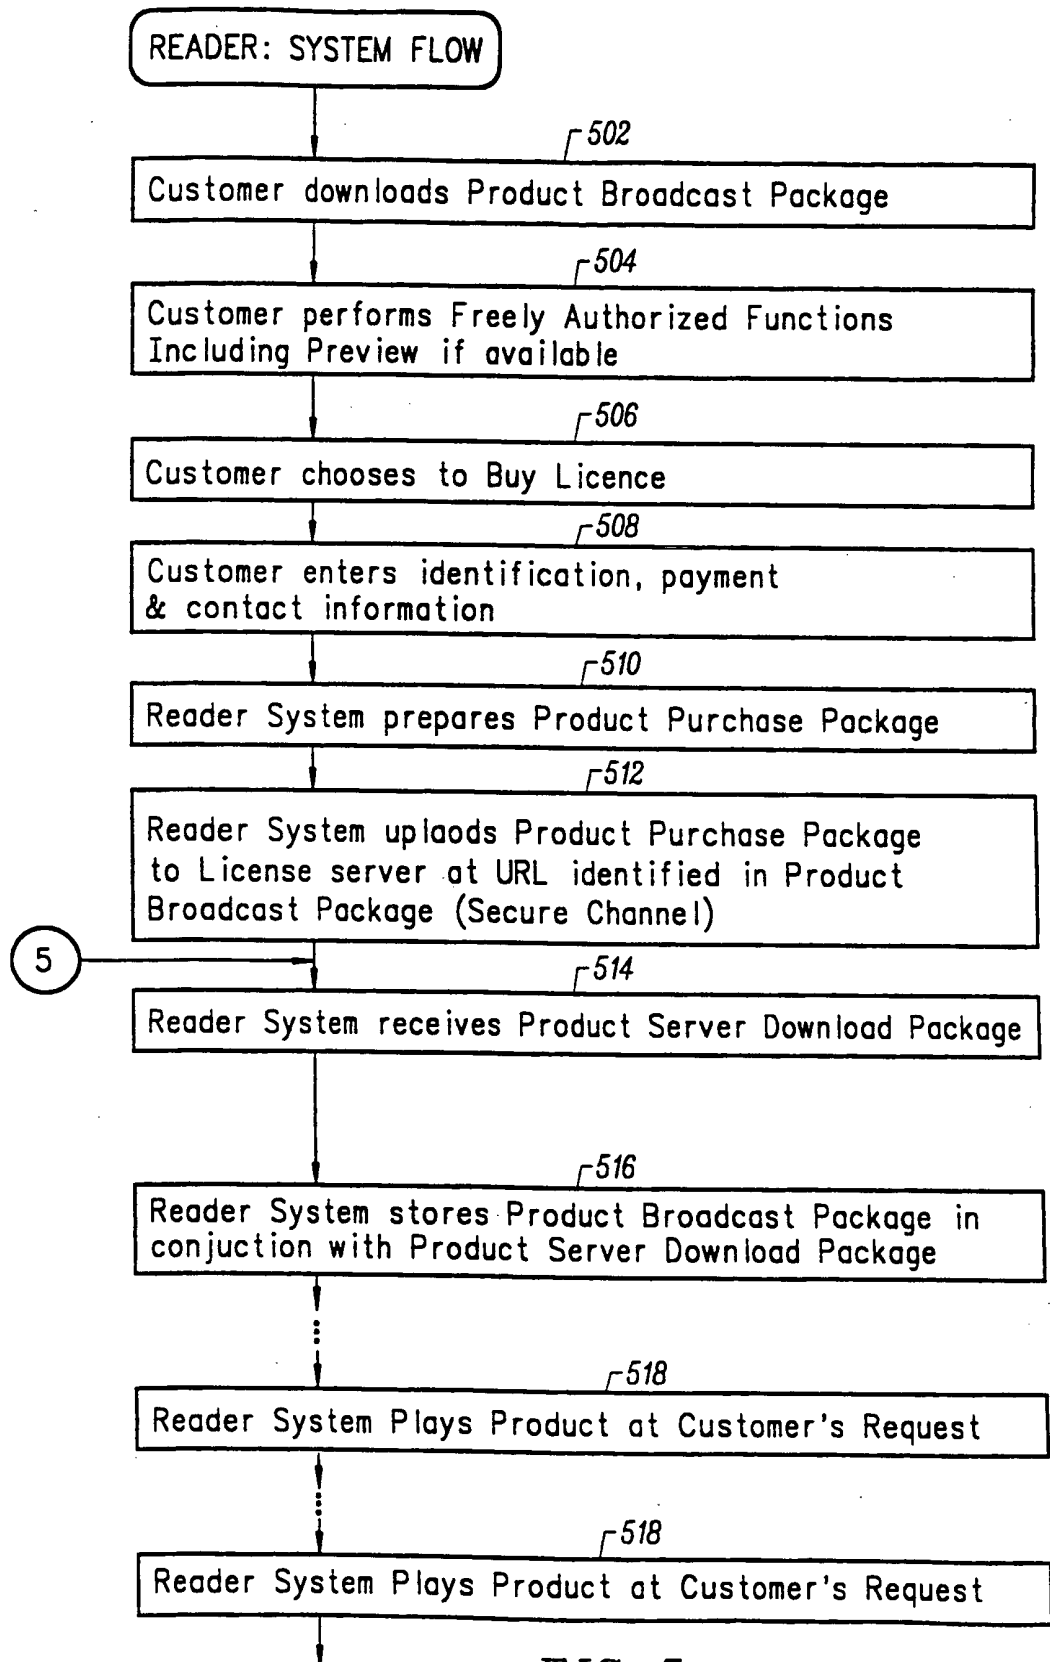 READER: SYSTEM FLOW
502
Customer downloads Product Broadcast Package
504
Customer performs Freely Authorized Functions
Including Preview if available
506
Customer chooses to Buy Licence
508
Customer enters identification, payment
& contact information
510
Reader System prepares Product Purchase Package
512
Reader System uplaods Product Purchase Package
to License server at URL identified in Product
Broadcast Package (Secure Channel)
5
514
Reader System receives Product Server Download Package
516
Reader System stores Product Broadcast Package in
conjuction with Product Server Download Package
518
Reader System Plays Product at Customer's Request
518
Reader System Plays Product at Customer's Request